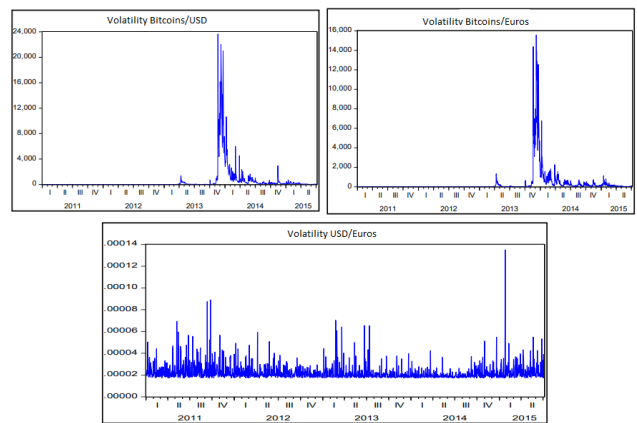 Volatility Bitcoins/USD
24,000
20,000
16,000
12,000
8,000
4,000
0
I II III IV I II III IV I II III IV I II III IV I II
2011 2012 2013 2014 2015
Volatility Bitcoins/Euros
16,000
14,000
12,000
10,000
8,000
6,000
4,000
2,000
0
I II III IV I II III IV I II III IV I II III IV I II
2011 2012 2013 2014 2015
Volatility USD/Euros
.00014
.00012
.00010
.00008
.00006
.00004
.00002
.00000
I II III IV I II III IV I II III IV I II III IV I II
2011 2012 2013 2014 2015